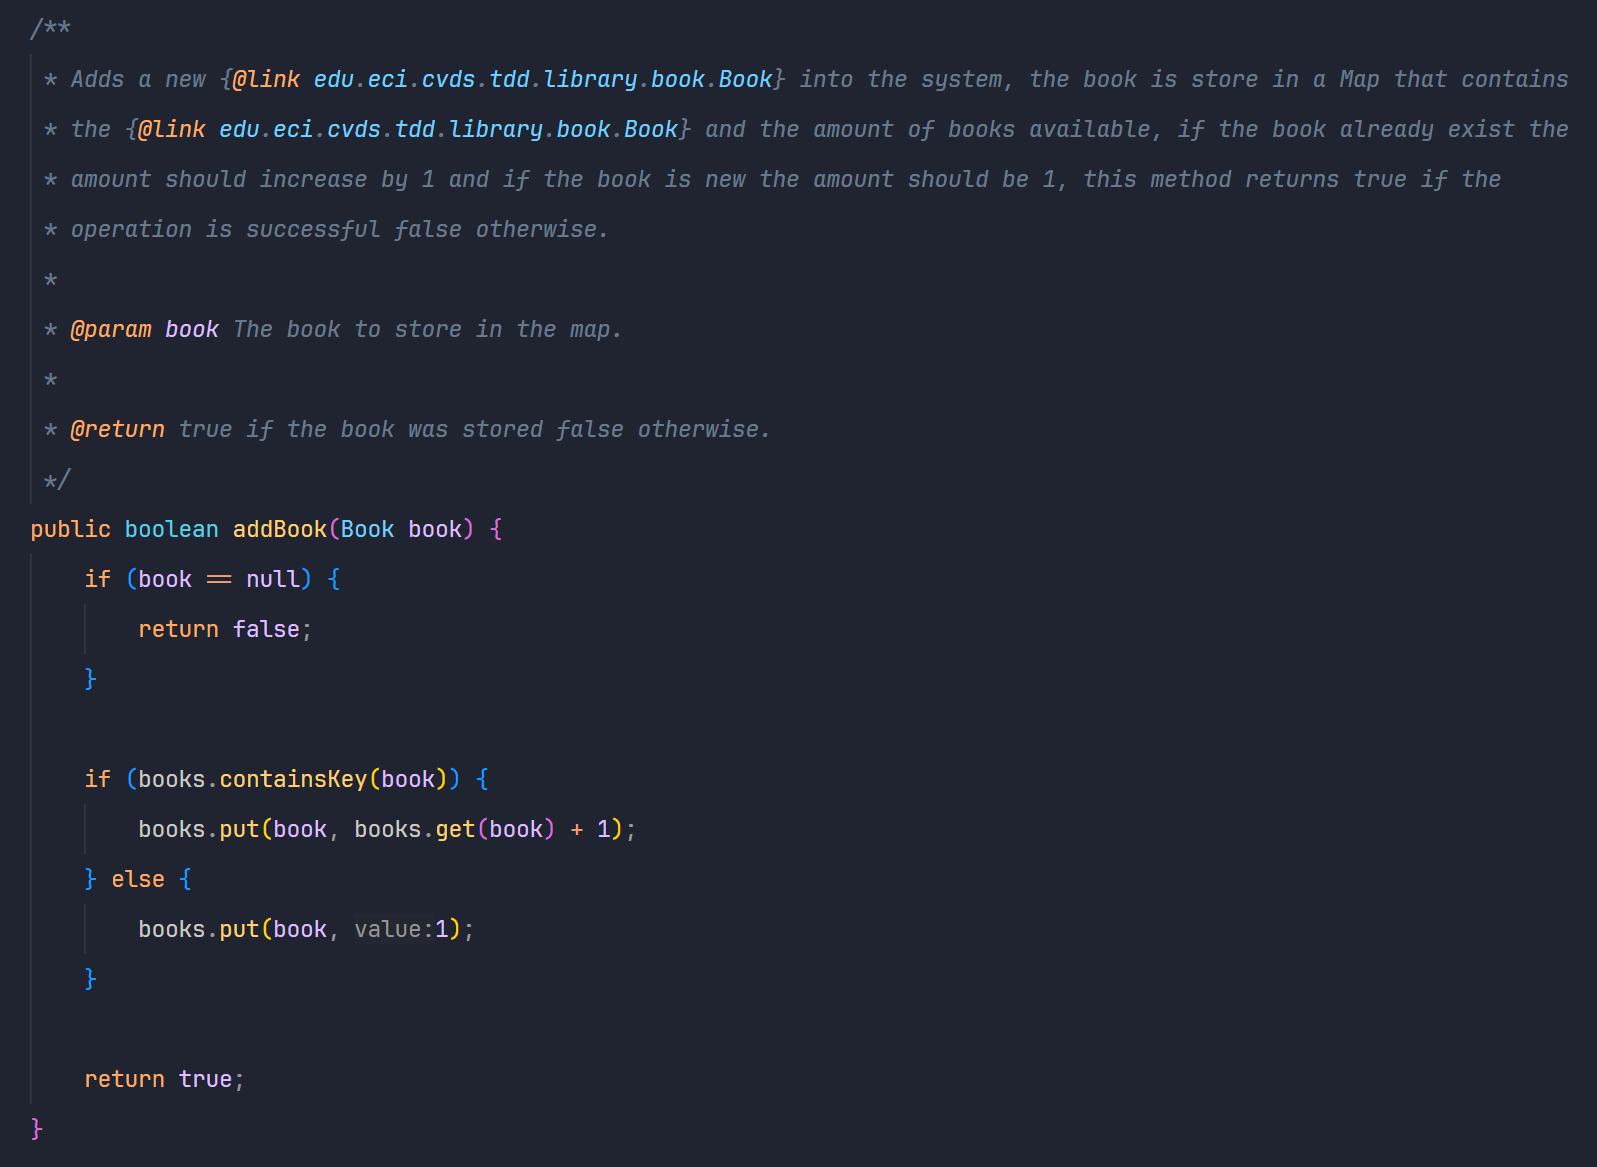 /**
 * Adds a new {@link edu.eci.cvds.tdd.library.book.Book} into the system, the book is store in a Map that contains
 * the {@link edu.eci.cvds.tdd.library.book.Book} and the amount of books available, if the book already exist the
 * amount should increase by 1 and if the book is new the amount should be 1, this method returns true if the
 * operation is successful false otherwise.
 *
 * @param book The book to store in the map.
 *
 * @return true if the book was stored false otherwise.
 */
public boolean addBook(Book book) {
    if (book == null) {
        return false;
    }

    if (books.containsKey(book)) {
        books.put(book, books.get(book) + 1);
    } else {
        books.put(book, value:1);
    }

    return true;
}